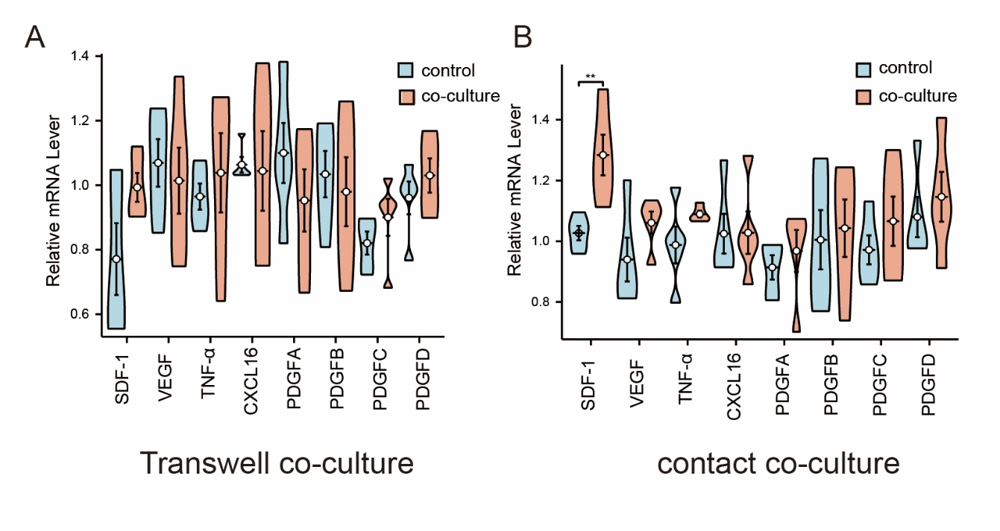 A
B
1.4
1.2
1.0
0.8
0.6
Relative mRNA Lever
control
co-culture
SDF-1
VEGF
TNF-α
CXCL16
PDGFA
PDGFB
PDGFC
PDGFD
Transwell co-culture
**
1.4
1.2
1.0
0.8
Relative mRNA Lever
control
co-culture
SDF-1
VEGF
TNF-α
CXCL16
PDGFA
PDGFB
PDGFC
PDGFD
contact co-culture